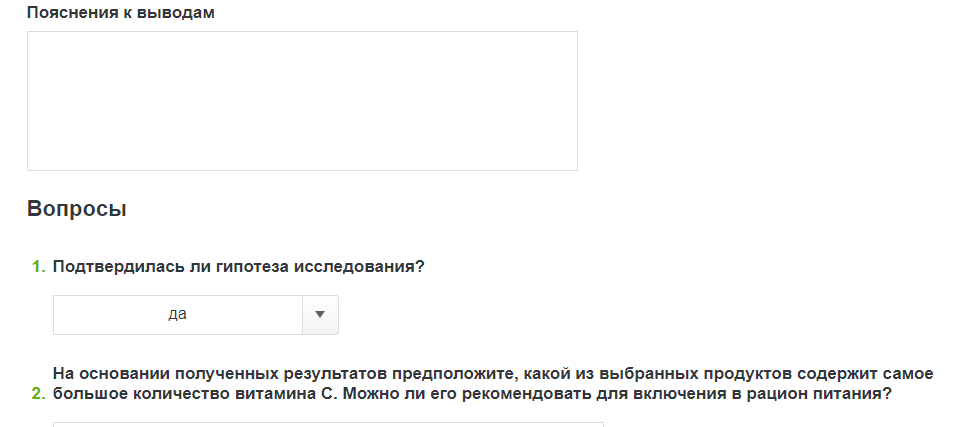 Пояснения к выводам
Вопросы
1. Подтвердилась ли гипотеза исследования?
да
На основании полученных результатов предположите, какой из выбранных продуктов содержит самое
2. большое количество витамина С. Можно ли его рекомендовать для включения в рацион питания?